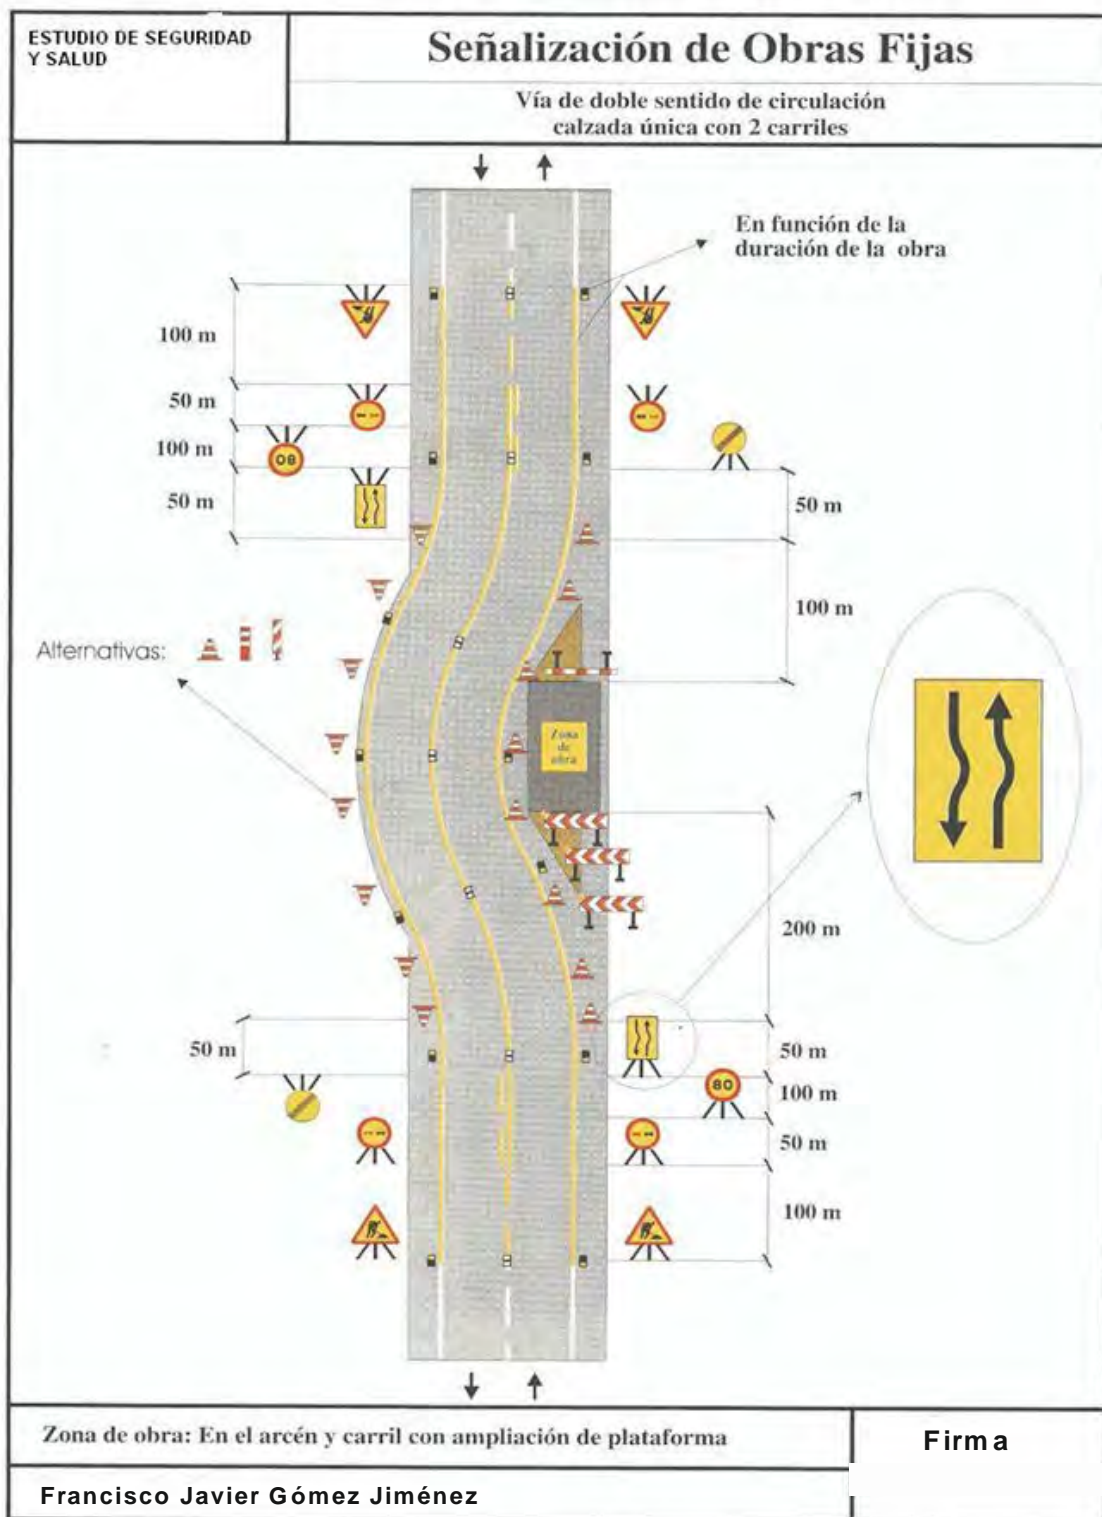 ESTUDIO DE SEGURIDAD
Y SALUD
Señalización de Obras Fijas
Vía de doble sentido de circulación
calzada única con 2 carriles
En función de la
duración de la obra
100 m
50 m
100 m
50 m
80
50 m
100 m
Alternativas:
Zona
de
obra
200 m
50 m
50 m
100 m
80
50 m
100 m
Zona de obra: En el arcén y carril con ampliación de plataforma
Firma
Francisco Javier Gómez Jiménez